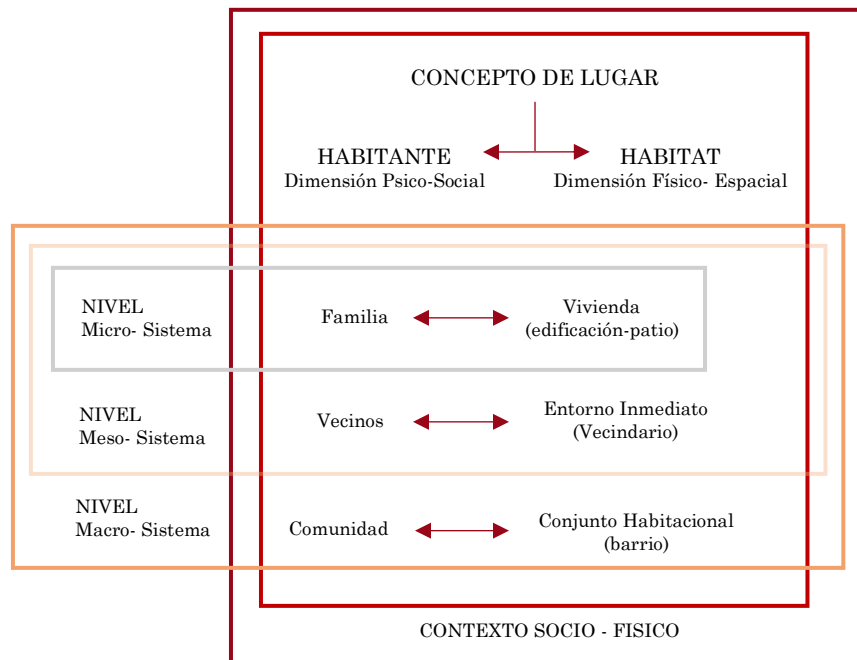 CONCEPTO DE LUGAR
HABITANTE
Dimensión Psico-Social
HABITAT
Dimensión Físico- Espacial
NIVEL
Micro- Sistema
Familia
Vivienda
(edificación-patio)
NIVEL
Meso- Sistema
Vecinos
Entorno Inmediato
(Vecindario)
NIVEL
Macro- Sistema
Comunidad
Conjunto Habitacional
(barrio)
CONTEXTO SOCIO - FISICO